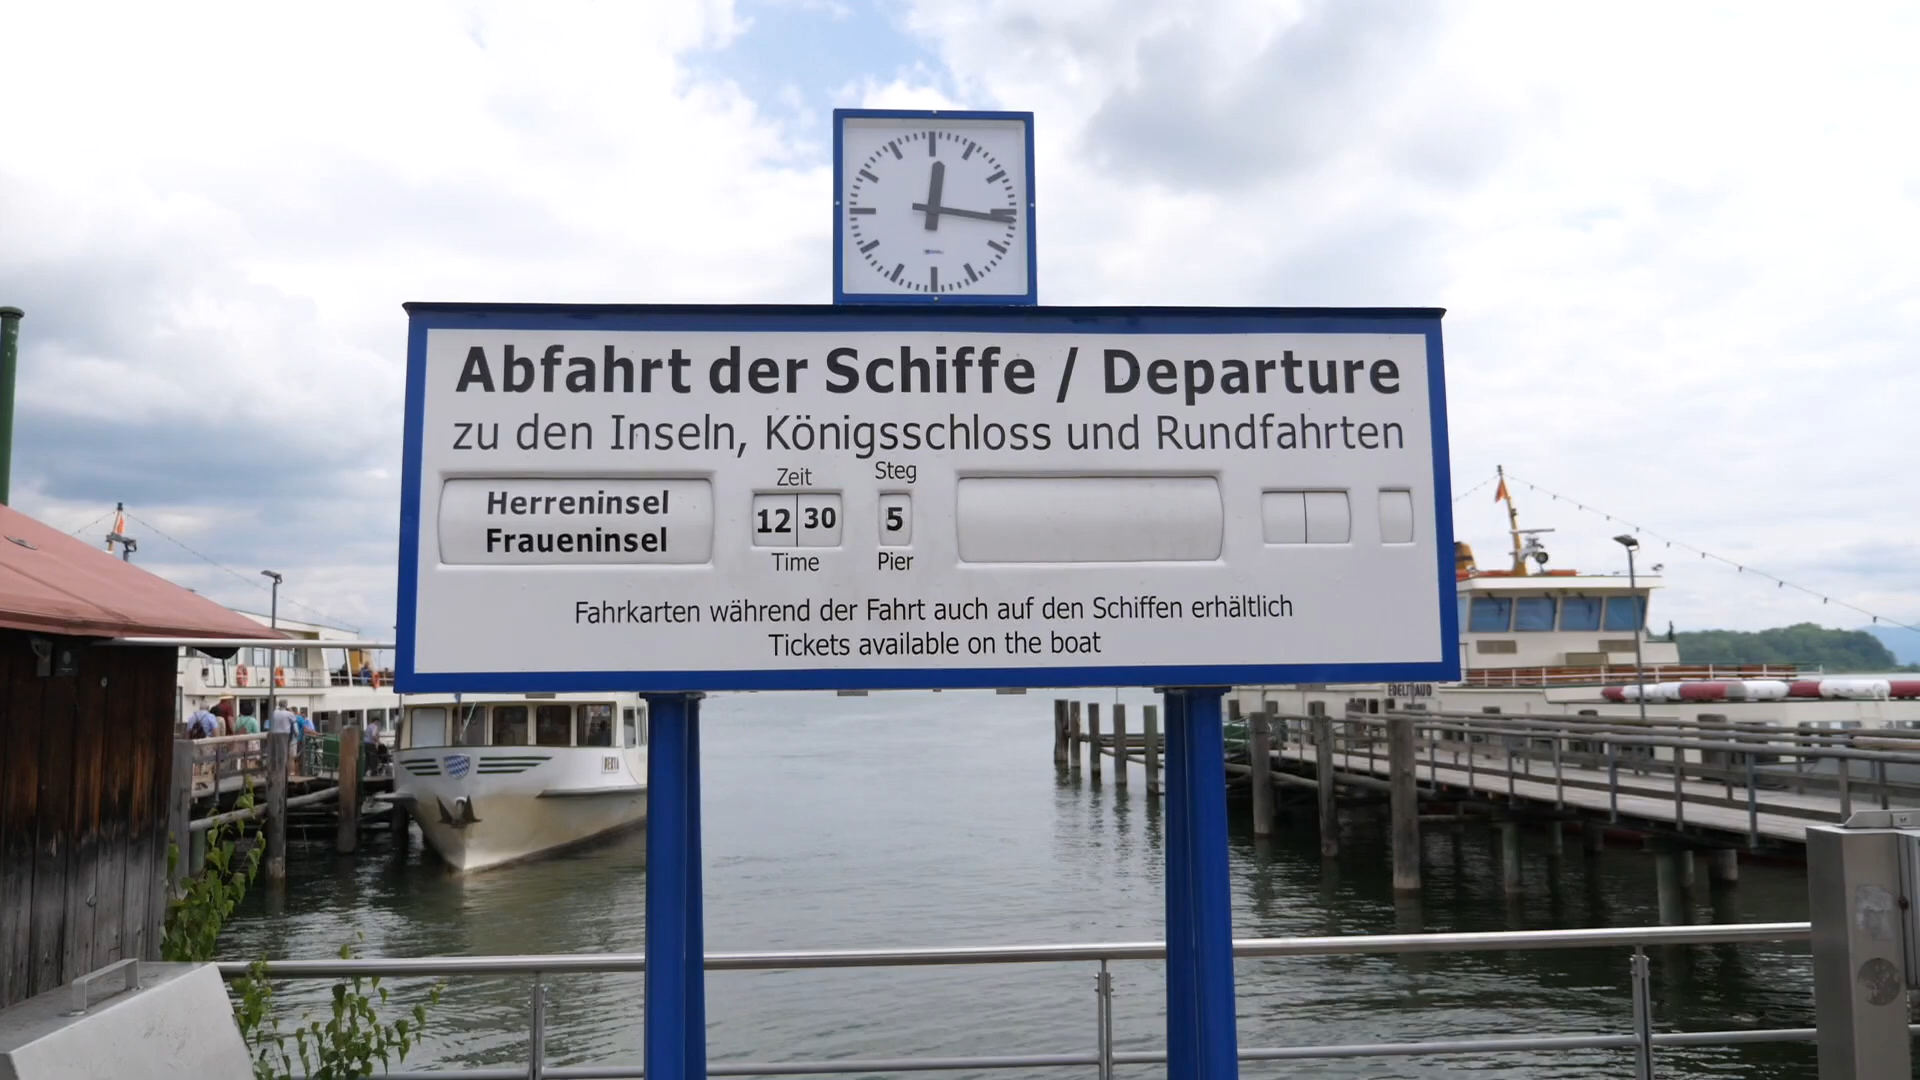 Abfahrt der Schiffe / Departure
zu den Inseln, Königsschloss und Rundfahrten
Zeit
Steg
Herreninsel
Fraueninsel
12 30
5
Time
Pier
Fahrkarten während der Fahrt auch auf den Schiffen erhältlich
Tickets available on the boat